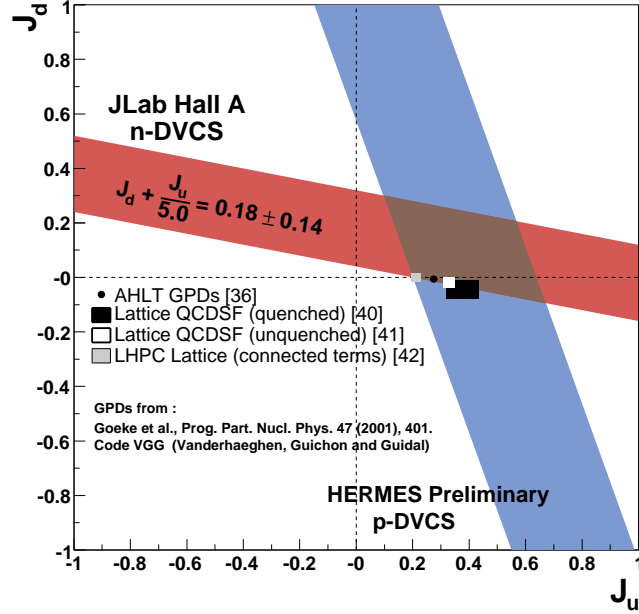 J_d
1
0.8
0.6
0.4
0.2
-0
-0.2
-0.4
-0.6
-0.8
-1
JLab Hall A
n-DVCS
J_d + J_u/5.0 = 0.18 ± 0.14
AHLT GPDs [36]
Lattice QCDSF (quenched) [40]
Lattice QCDSF (unquenched) [41]
LHPC Lattice (connected terms) [42]
GPDs from :
Goeke et al., Prog. Part. Nucl. Phys. 47 (2001), 401.
Code VGG (Vanderhaeghen, Guichon and Guidal)
HERMES Preliminary
p-DVCS
-1 -0.8 -0.6 -0.4 -0.2 -0 0.2 0.4 0.6 0.8 1
J_u